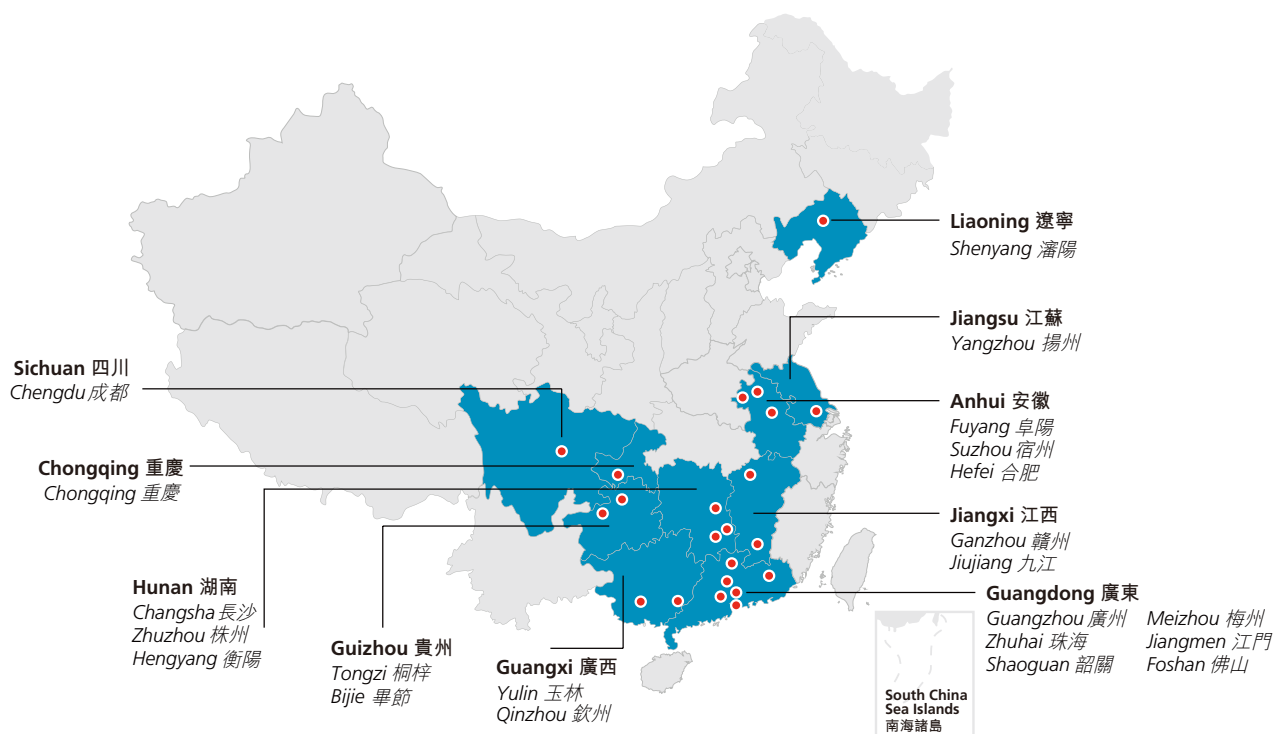 Liaoning 遼寧
Shenyang 瀋陽
Jiangsu 江蘇
Yangzhou 揚州
Sichuan 四川
Chengdu 成都
Anhui 安徽
Fuyang 阜陽
Suzhou 宿州
Hefei 合肥
Chongqing 重慶
Chongqing 重慶
Jiangxi 江西
Ganzhou 贛州
Jiujiang 九江
Hunan 湖南
Changsha 長沙
Zhuzhou 株州
Hengyang 衡陽
Guangdong 廣東
Guangzhou 廣州 Meizhou 梅州
Zhuhai 珠海 Jiangmen 江門
Shaoguan 韶關 Foshan 佛山
Guizhou 貴州
Tongzi 桐梓
Bijie 畢節
Guangxi 廣西
Yulin 玉林
Qinzhou 欽州
South China
Sea Islands
南海諸島